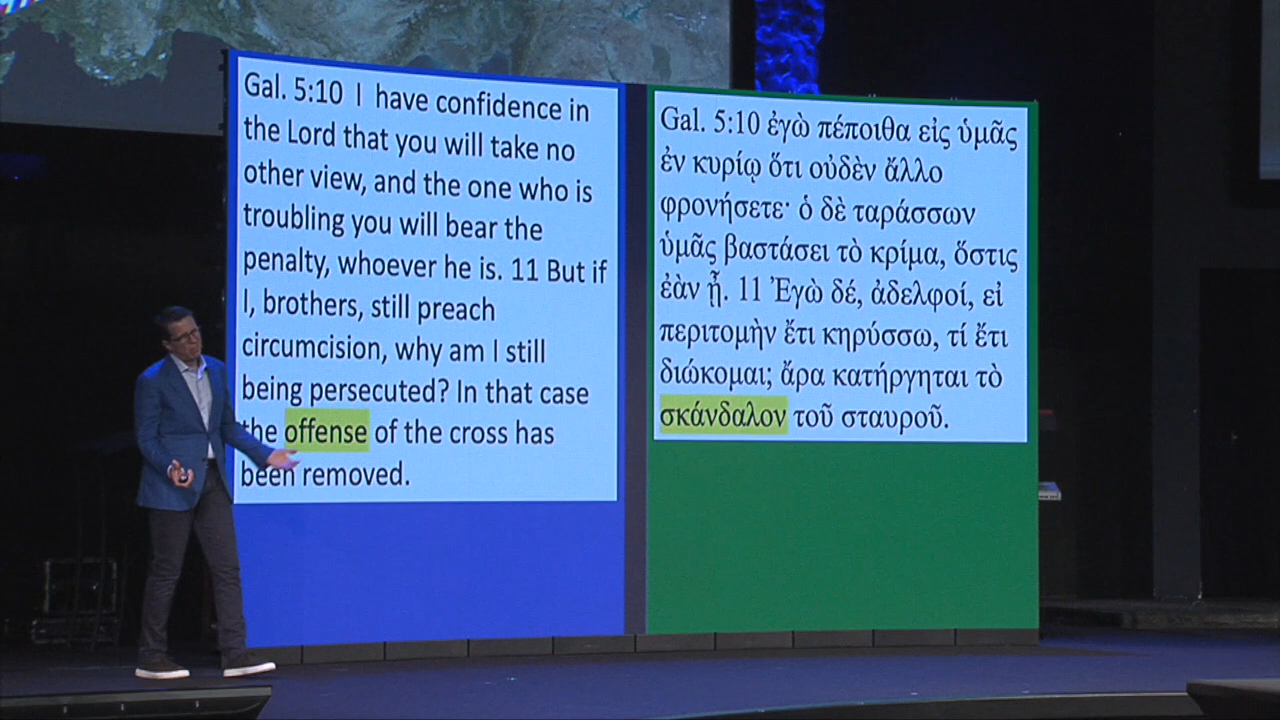 Gal. 5:10 I have confidence in
the Lord that you will take no
other view, and the one who is
troubling you will bear the
penalty, whoever he is. 11 But if
I, brothers, still preach
circumcision, why am I still
being persecuted? In that case
the offense of the cross has
been removed.
Gal. 5:10 ἐγὼ πέποιθα εἰς ὑμᾶς
ἐν κυρίῳ ὅτι οὐδὲν ἄλλο
φρονήσετε· ὁ δὲ ταράσσων
ὑμᾶς βαστάσει τὸ κρίμα, ὅστις
ἐὰν ᾖ. 11 Ἐγὼ δέ, ἀδελφοί, εἰ
περιτομὴν ἔτι κηρύσσω, τί ἔτι
διώκομαι; ἄρα κατήργηται τὸ
σκάνδαλον τοῦ σταυροῦ.